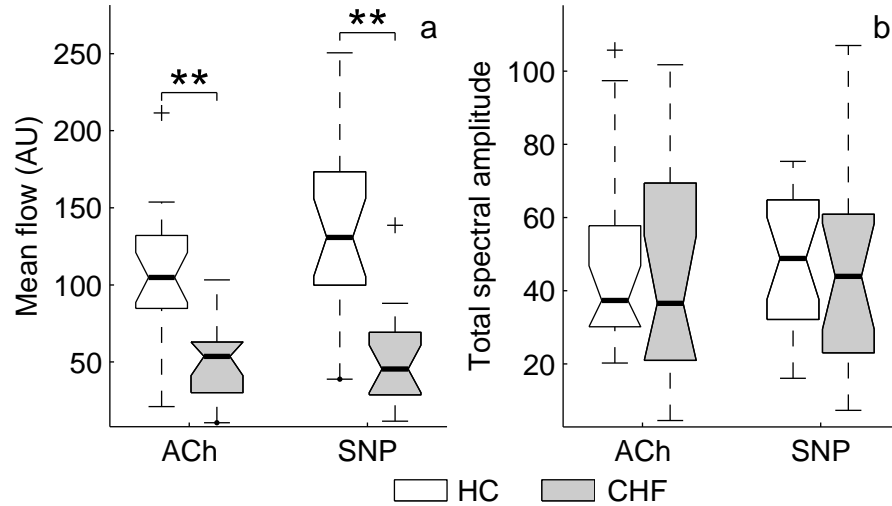 a
**
**
250
200
150
100
50
Mean flow (AU)
ACh
SNP
b
100
80
60
40
20
Total spectral amplitude
ACh
SNP
HC
CHF